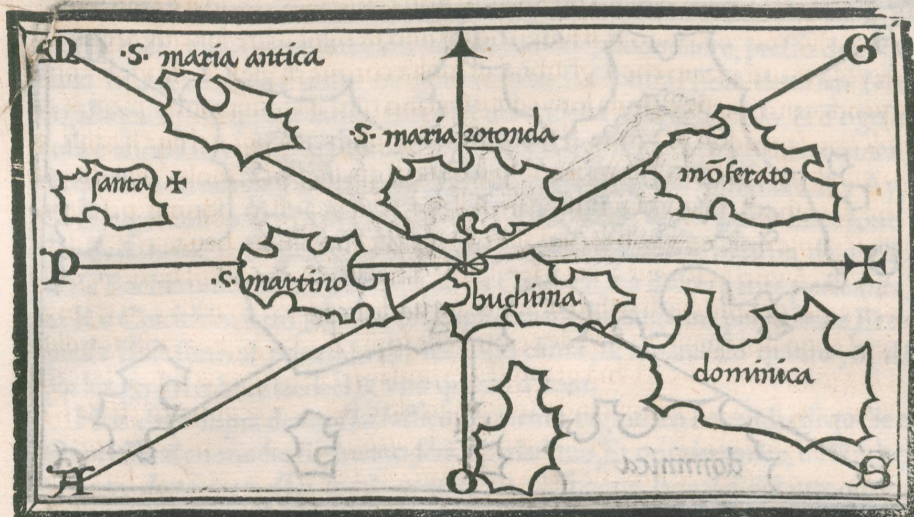 M
G
S. maria antica
S. maria rotonda
santa ✠
mõferato
P
✠
.S. martino
buchima
dominica
A
O
S